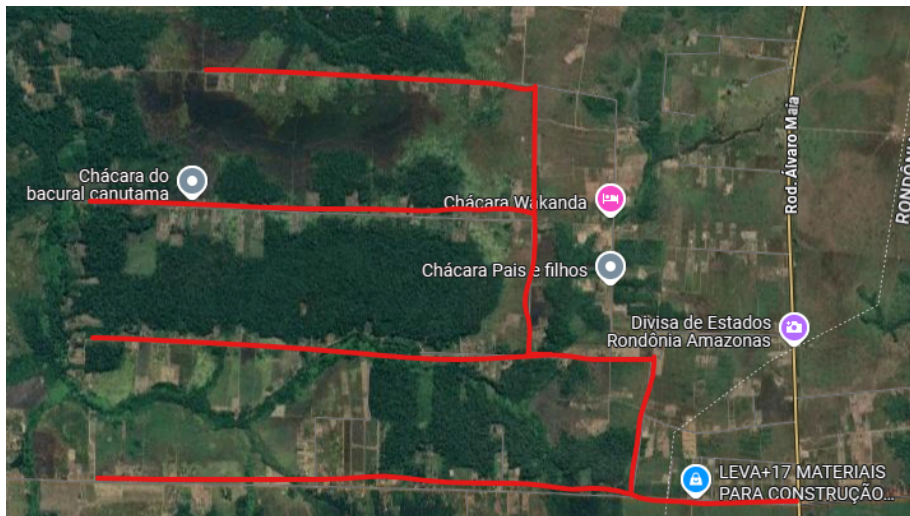 Chácara do
bacural canutama
Chácara Wakanda
Chácara Pais e filhos
Rod. Álvaro Maia
Divisa de Estados
Rondônia Amazonas
LEVA+17 MATERIAIS
PARA CONSTRUÇÃO...